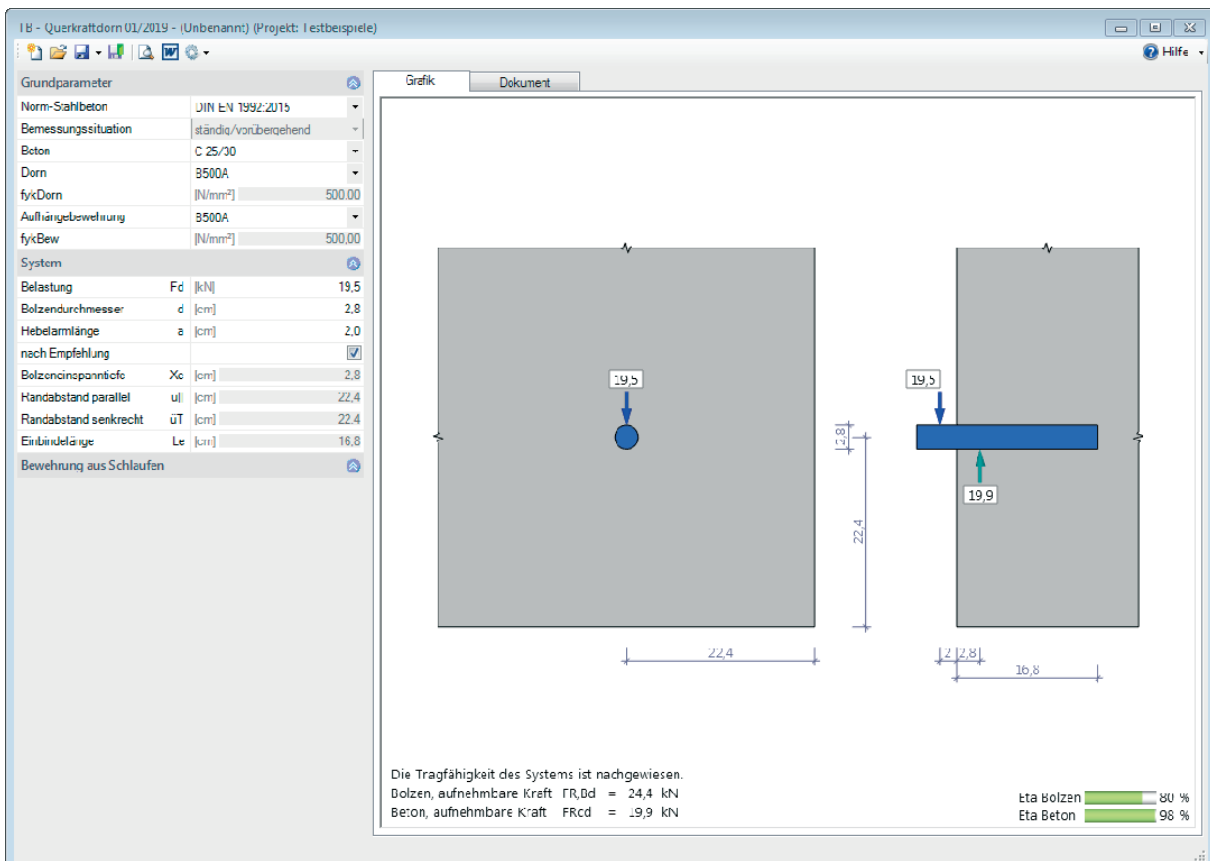 TB - Querkraftdorn 01/2019 - (Unbenannt) (Projekt: Testbeispiele)
Hilfe
Grundparameter
Norm-Stahlbeton DIN EN 1992:2015
Bemessungssituation ständig/vorübergehend
Beton C 25/30
Dorn B500A
fykDorn [N/mm²] 500,00
Aufhängebewehrung B500A
fykBew [N/mm²] 500,00
System
Belastung Fd [kN] 19,5
Bolzendurchmesser d [cm] 2,8
Hebelarmlänge a [cm] 2,0
nach Empfehlung
Bolzeneinspanntiefe Xe [cm] 2,8
Randabstand parallel u|| [cm] 22,4
Randabstand senkrecht üT [cm] 22,4
Einbindelänge Le [cm] 16,8
Bewehrung aus Schlaufen
Grafik Dokument
19,5
19,5
2,8
19,9
22,4
22,4
2 2,8
16,8
Die Tragfähigkeit des Systems ist nachgewiesen.
Bolzen, aufnehmbare Kraft FR,Bd = 24,4 kN
Beton, aufnehmbare Kraft FRcd = 19,9 kN
Eta Bolzen 80 %
Eta Beton 98 %